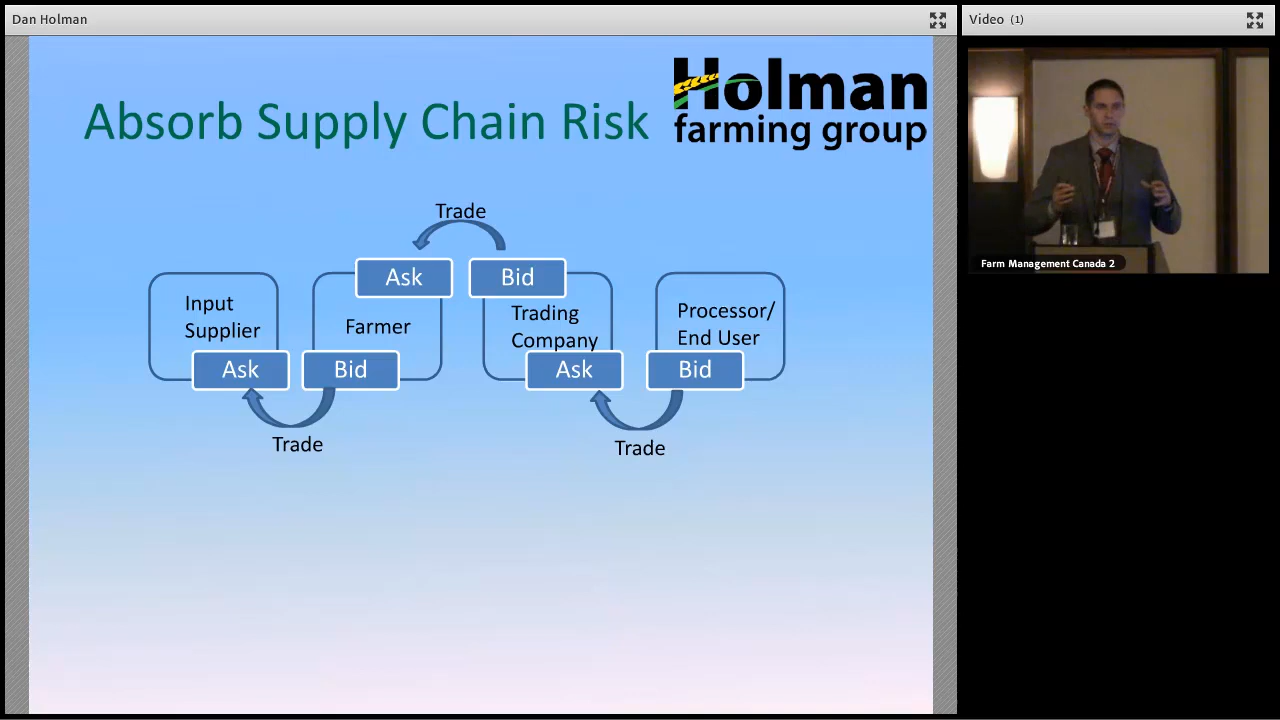 Dan Holman
Video (1)
Absorb Supply Chain Risk
Holman
farming group
Trade
Ask
Bid
Input
Supplier
Farmer
Trading
Company
Processor/
End User
Ask
Bid
Ask
Bid
Trade
Trade
Farm Management Canada 2